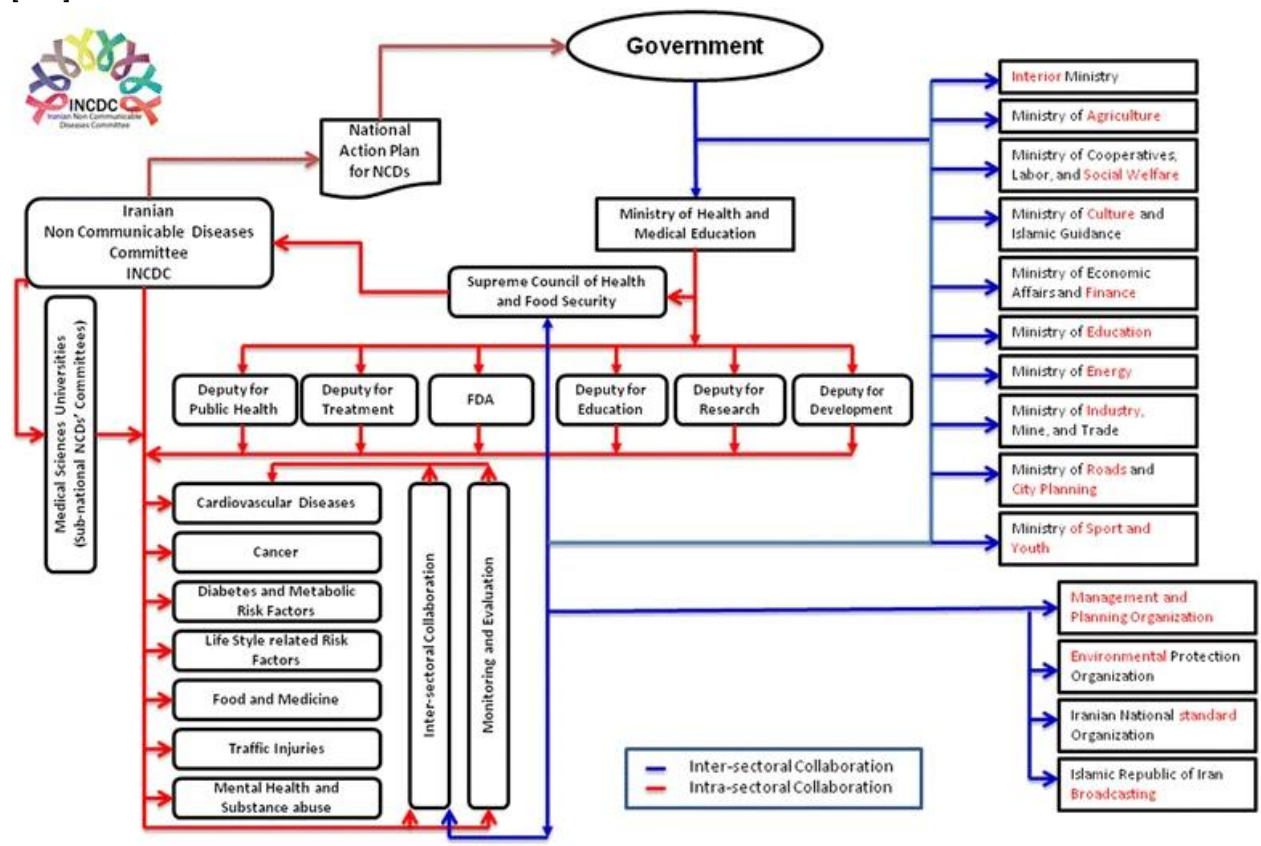 INCDC
Iranian Non Communicable
Diseases Committee
Government
National
Action Plan
for NCDs
Iranian
Non Communicable Diseases
Committee
INCDC
Ministry of Health and
Medical Education
Supreme Council of Health
and Food Security
Medical Sciences Universities
(Sub-national NCDs' Committees)
Deputy for
Public Health
Deputy for
Treatment
FDA
Deputy for
Education
Deputy for
Research
Deputy for
Development
Cardiovascular Diseases
Cancer
Diabetes and Metabolic
Risk Factors
Life Style related Risk
Factors
Food and Medicine
Traffic Injuries
Mental Health and
Substance abuse
Inter-sectoral Collaboration
Monitoring and Evaluation
Interior Ministry
Ministry of Agriculture
Ministry of Cooperatives,
Labor, and Social Welfare
Ministry of Culture and
Islamic Guidance
Ministry of Economic
Affairs and Finance
Ministry of Education
Ministry of Energy
Ministry of Industry,
Mine, and Trade
Ministry of Roads and
City Planning
Ministry of Sport and
Youth
Management and
Planning Organization
Environmental Protection
Organization
Iranian National standard
Organization
Islamic Republic of Iran
Broadcasting
Inter-sectoral Collaboration
Intra-sectoral Collaboration